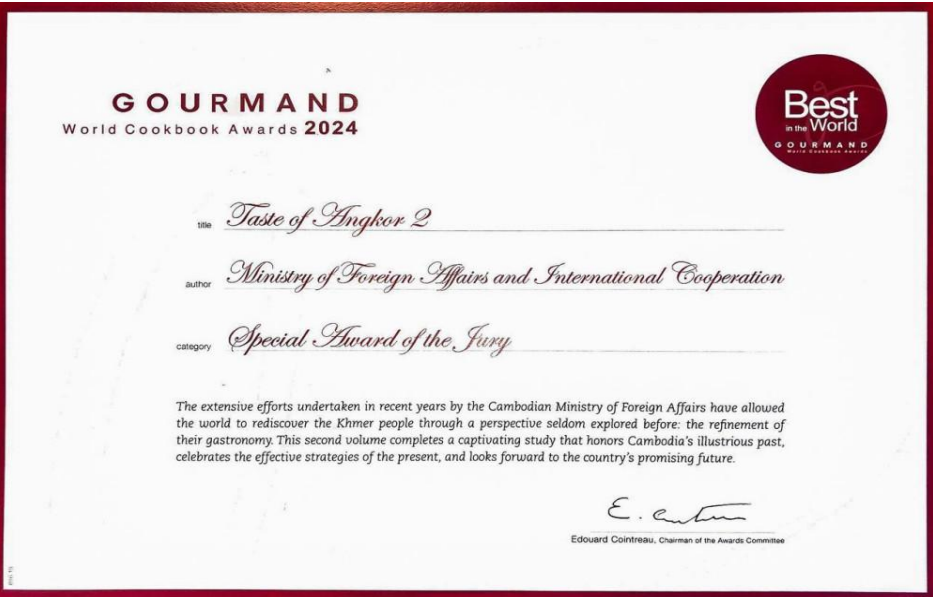 GOURMAND
World Cookbook Awards 2024
Best
in the World
GOURMAND
World Cookbook Awards
title Taste of Angkor 2
author Ministry of Foreign Affairs and International Cooperation
category Special Award of the Jury
The extensive efforts undertaken in recent years by the Cambodian Ministry of Foreign Affairs have allowed
the world to rediscover the Khmer people through a perspective seldom explored before: the refinement of
their gastronomy. This second volume completes a captivating study that honors Cambodia's illustrious past,
celebrates the effective strategies of the present, and looks forward to the country's promising future.
Edouard Cointreau, Chairman of the Awards Committee